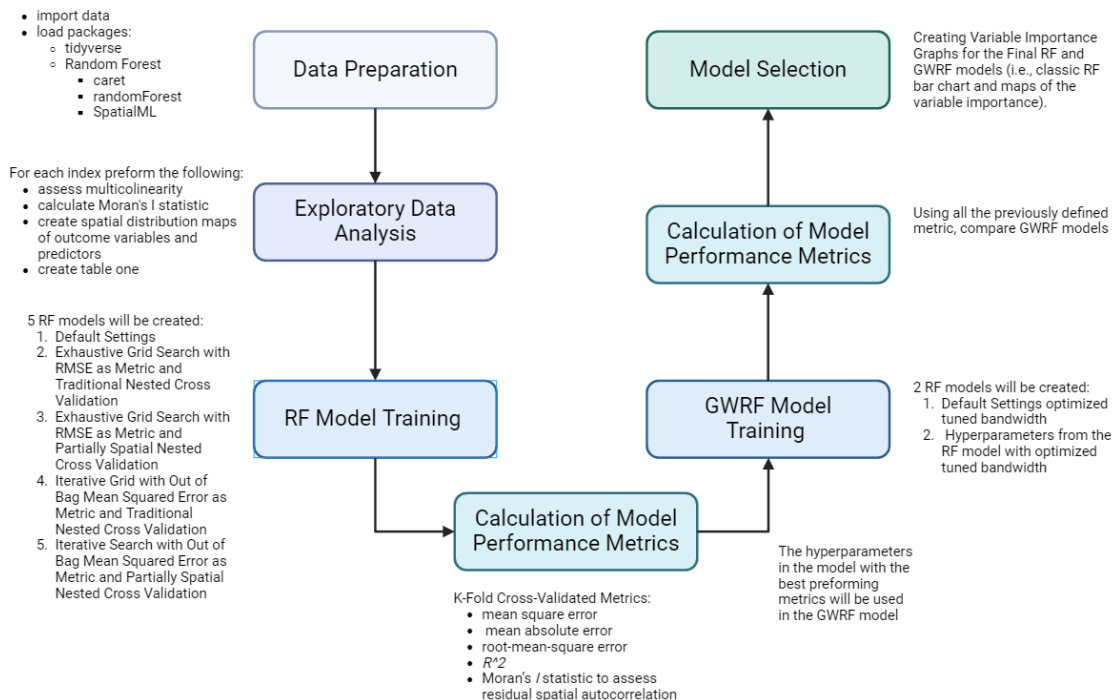 • import data
• load packages:
○ tidyverse
○ Random Forest
▪ caret
▪ randomForest
▪ SpatialML
Data Preparation
For each index preform the following:
• assess multicolinearity
• calculate Moran's I statistic
• create spatial distribution maps
of outcome variables and
predictors
• create table one
Exploratory Data
Analysis
5 RF models will be created:
1. Default Settings
2. Exhaustive Grid Search with
RMSE as Metric and
Traditional Nested Cross
Validation
3. Exhaustive Grid Search with
RMSE as Metric and
Partially Spatial Nested
Cross Validation
4. Iterative Grid with Out of
Bag Mean Squared Error as
Metric and Traditional
Nested Cross Validation
5. Iterative Search with Out of
Bag Mean Squared Error as
Metric and Partially Spatial
Nested Cross Validation
RF Model Training
Calculation of Model
Performance Metrics
K-Fold Cross-Validated Metrics:
• mean square error
• mean absolute error
• root-mean-square error
• R^2
• Moran's I statistic to assess
residual spatial autocorrelation
The hyperparameters
in the model with the
best preforming
metrics will be used
in the GWRF model
GWRF Model
Training
2 RF models will be created:
1. Default Settings optimized
tuned bandwidth
2. Hyperparameters from the
RF model with optimized
tuned bandwidth
Calculation of Model
Performance Metrics
Using all the previously defined
metric, compare GWRF models
Model Selection
Creating Variable Importance
Graphs for the Final RF and
GWRF models (i.e., classic RF
bar chart and maps of the
variable importance).